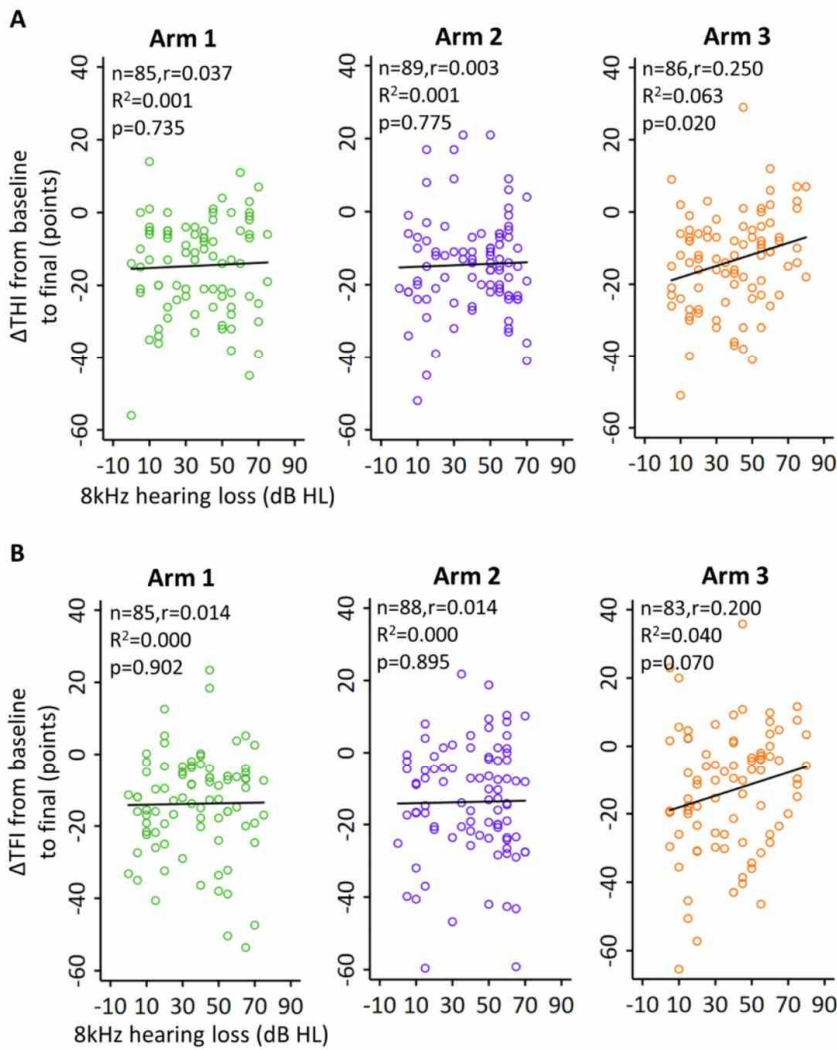 A
Arm 1
Arm 2
Arm 3
n=85,r=0.037
R²=0.001
p=0.735
n=89,r=0.003
R²=0.001
p=0.775
n=86,r=0.250
R²=0.063
p=0.020
ΔTHI from baseline
to final (points)
40
20
0
-20
-40
-60
40
20
0
-20
-40
-60
40
20
0
-20
-40
-60
-10 10 30 50 70 90
-10 10 30 50 70 90
-10 10 30 50 70 90
8kHz hearing loss (dB HL)
B
Arm 1
Arm 2
Arm 3
n=85,r=0.014
R²=0.000
p=0.902
n=88,r=0.014
R²=0.000
p=0.895
n=83,r=0.200
R²=0.040
p=0.070
ΔTFI from baseline
to final (points)
40
20
0
-20
-40
-60
40
20
0
-20
-40
-60
40
20
0
-20
-40
-60
-10 10 30 50 70 90
-10 10 30 50 70 90
-10 10 30 50 70 90
8kHz hearing loss (dB HL)